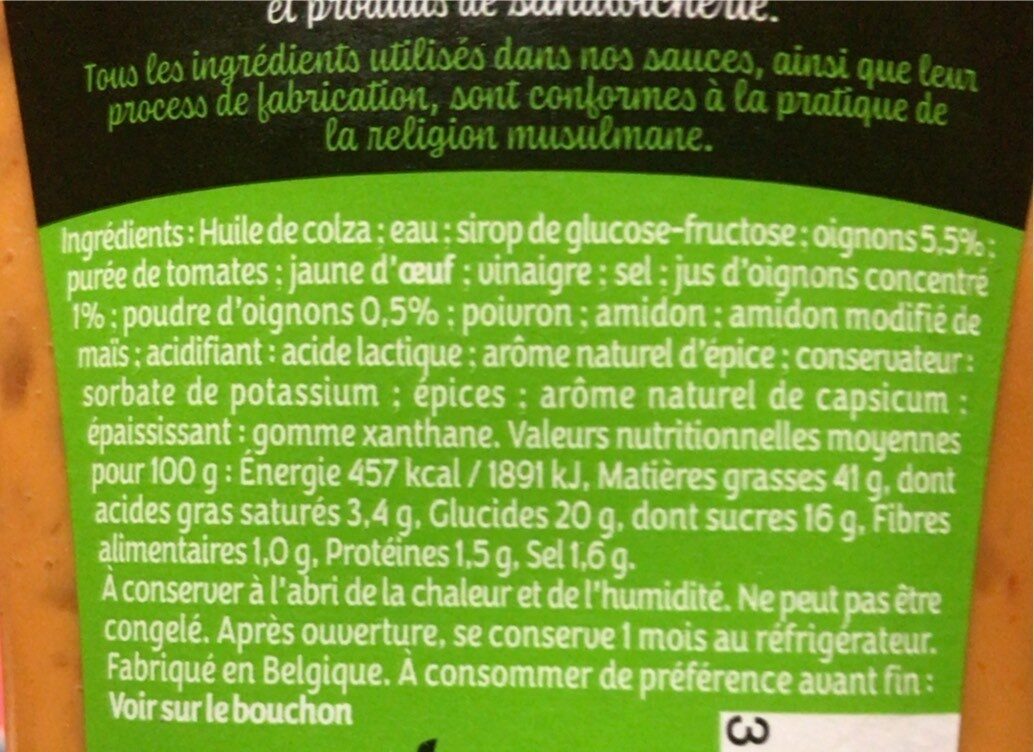 et produits de sandwicherie.
Tous les ingrédients utilisés dans nos sauces, ainsi que leur
process de fabrication, sont conformes à la pratique de
la religion musulmane.
Ingrédients : Huile de colza ; eau ; sirop de glucose-fructose ; oignons 5,5% ;
purée de tomates ; jaune d'œuf ; vinaigre ; sel ; jus d'oignons concentré
1% ; poudre d'oignons 0,5% ; poivron ; amidon ; amidon modifié de
maïs ; acidifiant : acide lactique ; arôme naturel d'épice ; conservateur :
sorbate de potassium ; épices ; arôme naturel de capsicum ;
épaississant : gomme xanthane. Valeurs nutritionnelles moyennes
pour 100 g : Énergie 457 kcal / 1891 kJ, Matières grasses 41 g, dont
acides gras saturés 3,4 g, Glucides 20 g, dont sucres 16 g, Fibres
alimentaires 1,0 g, Protéines 1,5 g, Sel 1,6 g.
À conserver à l'abri de la chaleur et de l'humidité. Ne peut pas être
congelé. Après ouverture, se conserve 1 mois au réfrigérateur.
Fabriqué en Belgique. À consommer de préférence avant fin :
Voir sur le bouchon
3